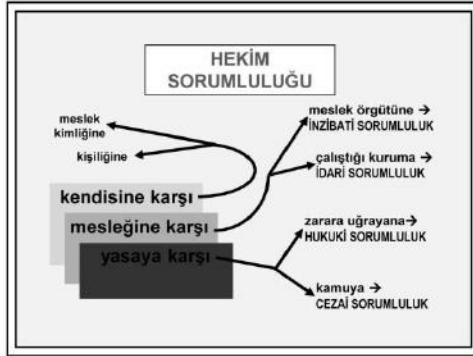 HEKİM
SORUMLULUĞU
meslek
kimliğine
kişiliğine
meslek örgütüne →
İNZİBATİ SORUMLULUK
çalıştığı kuruma →
İDARİ SORUMLULUK
kendisine karşı
mesleğine karşı
yasaya karşı
zarara uğrayana→
HUKUKİ SORUMLULUK
kamuya →
CEZAİ SORUMLULUK